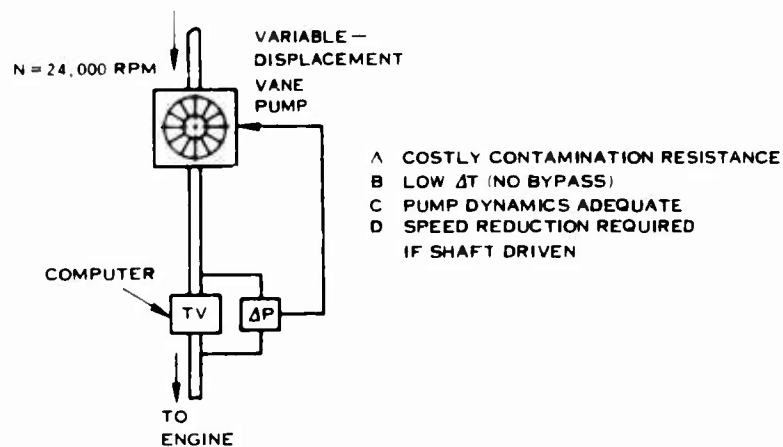 N = 24,000 RPM
VARIABLE —
DISPLACEMENT
VANE
PUMP
A COSTLY CONTAMINATION RESISTANCE
B LOW ΔT (NO BYPASS)
C PUMP DYNAMICS ADEQUATE
D SPEED REDUCTION REQUIRED
IF SHAFT DRIVEN
COMPUTER
TV
ΔP
TO
ENGINE